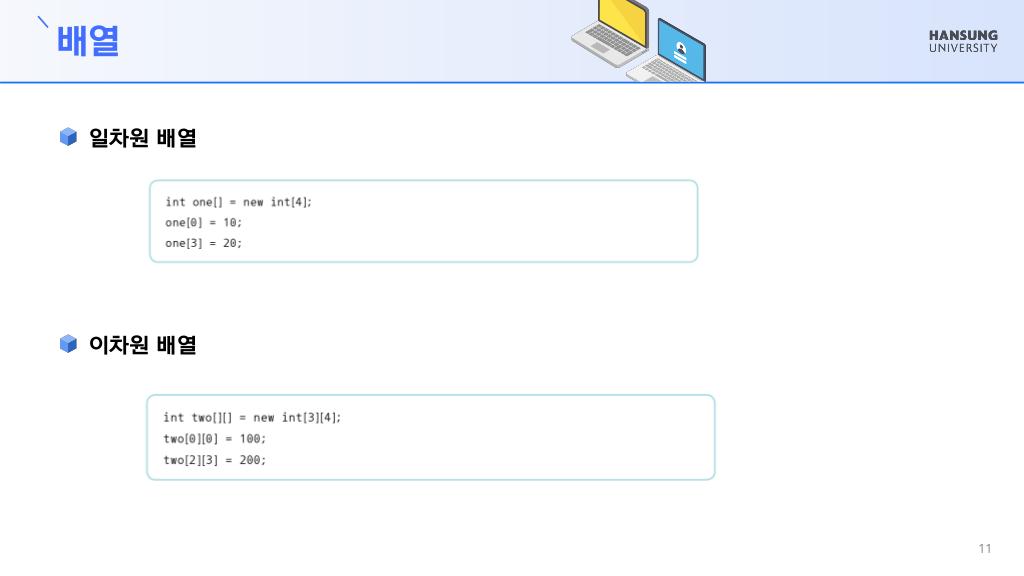 배열
HANSUNG
UNIVERSITY
일차원 배열
int one[] = new int[4];
one[0] = 10;
one[3] = 20;
이차원 배열
int two[][] = new int[3][4];
two[0][0] = 100;
two[2][3] = 200;
11